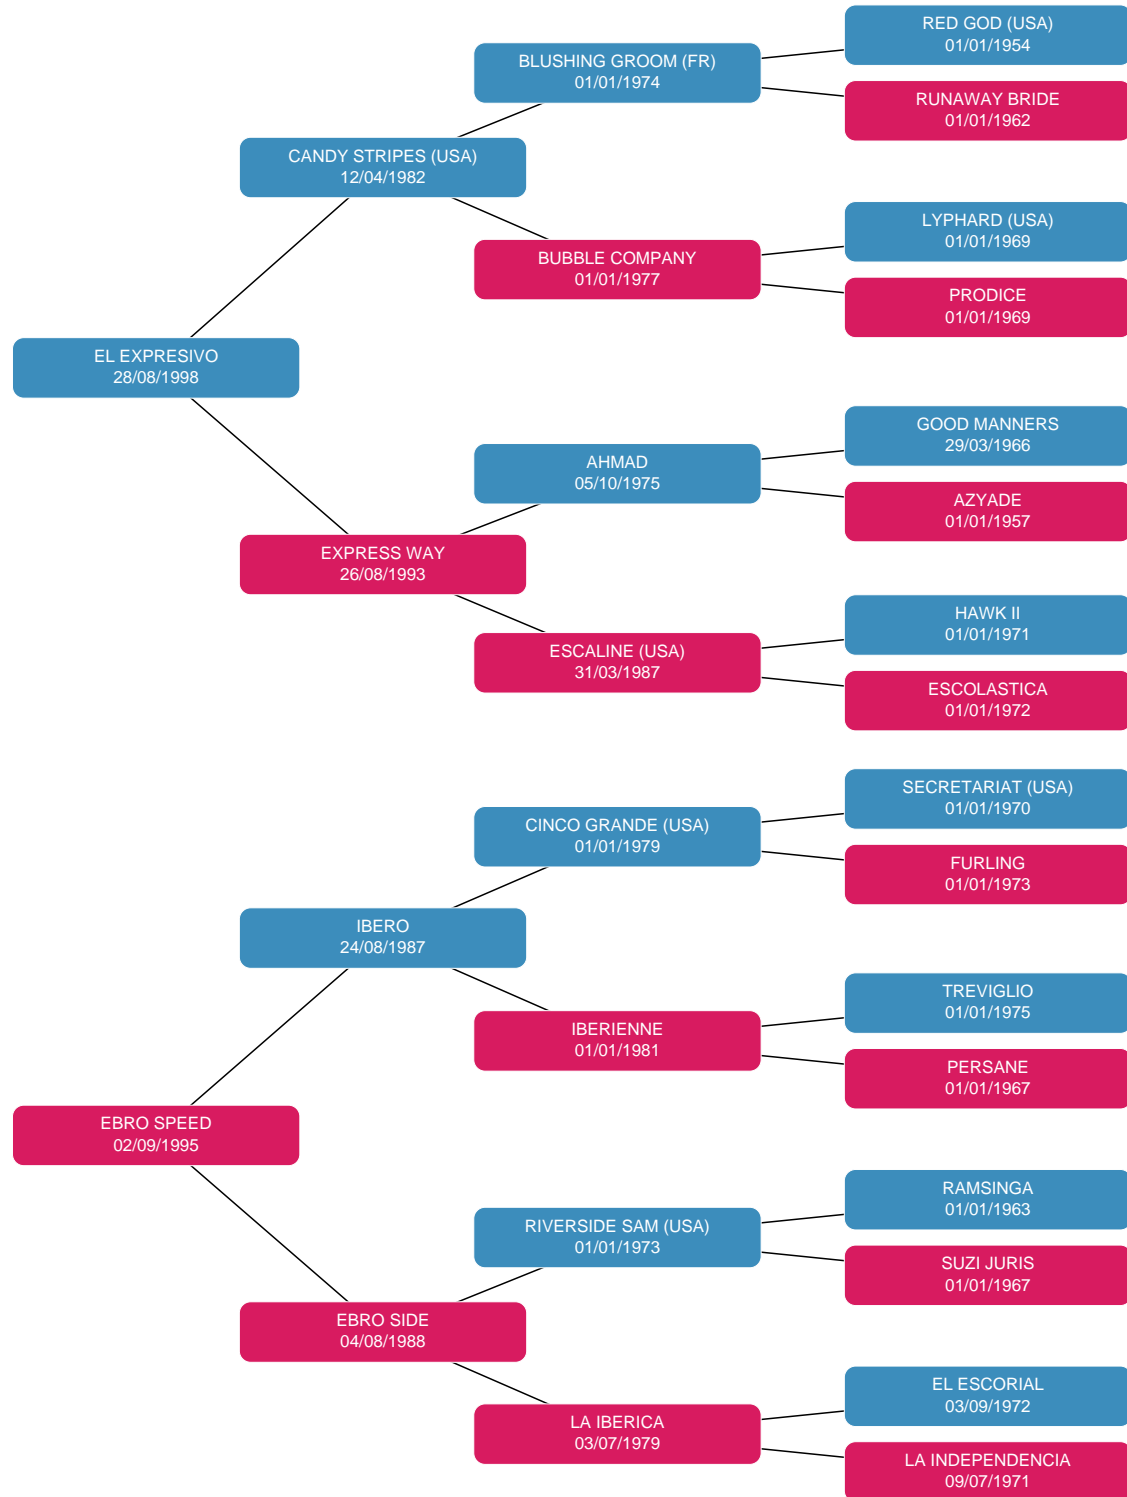 RED GOD (USA)
01/01/1954
BLUSHING GROOM (FR)
01/01/1974
RUNAWAY BRIDE
01/01/1962
CANDY STRIPES (USA)
12/04/1982
LYPHARD (USA)
01/01/1969
BUBBLE COMPANY
01/01/1977
PRODICE
01/01/1969
EL EXPRESIVO
28/08/1998
GOOD MANNERS
29/03/1966
AHMAD
05/10/1975
AZYADE
01/01/1957
EXPRESS WAY
26/08/1993
HAWK II
01/01/1971
ESCALINE (USA)
31/03/1987
ESCOLASTICA
01/01/1972
SECRETARIAT (USA)
01/01/1970
CINCO GRANDE (USA)
01/01/1979
FURLING
01/01/1973
IBERO
24/08/1987
TREVIGLIO
01/01/1975
IBERIENNE
01/01/1981
PERSANE
01/01/1967
EBRO SPEED
02/09/1995
RAMSINGA
01/01/1963
RIVERSIDE SAM (USA)
01/01/1973
SUZI JURIS
01/01/1967
EBRO SIDE
04/08/1988
EL ESCORIAL
03/09/1972
LA IBERICA
03/07/1979
LA INDEPENDENCIA
09/07/1971